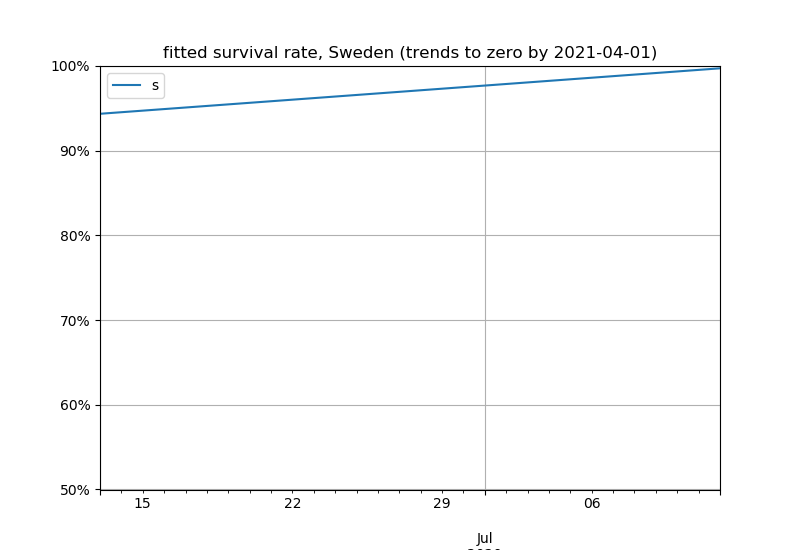 fitted survival rate, Sweden (trends to zero by 2021-04-01)
100%
s
90%
80%
70%
60%
50%
15 22 29 06
Jul